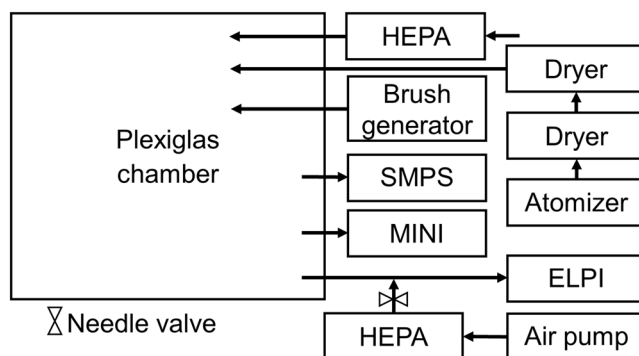 HEPA
Dryer
Brush
generator
Plexiglas
chamber
Dryer
SMPS
Atomizer
MINI
ELPI
Needle valve
HEPA
Air pump